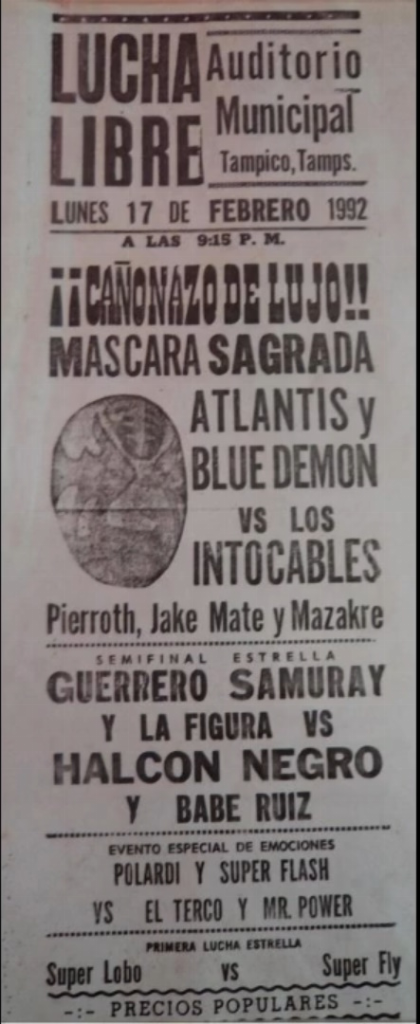 LUCHA LIBRE
Auditorio
Municipal
Tampico, Tamps.
LUNES 17 DE FEBRERO 1992
A LAS 9:15 P. M.
¡¡CAÑONAZO DE LUJO!!
MASCARA SAGRADA
ATLANTIS y
BLUE DEMON
VS LOS
INTOCABLES
Pierroth, Jake Mate y Mazakre
SEMIFINAL ESTRELLA
GUERRERO SAMURAY
Y LA FIGURA VS
HALCON NEGRO
Y BABE RUIZ
EVENTO ESPECIAL DE EMOCIONES
POLARDI Y SUPER FLASH
VS EL TERCO Y MR. POWER
PRIMERA LUCHA ESTRELLA
Super Lobo vs Super Fly
-:- PRECIOS POPULARES -:-